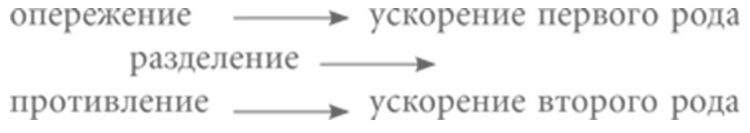 опережение → ускорение первого рода
разделение →
противление → ускорение второго рода